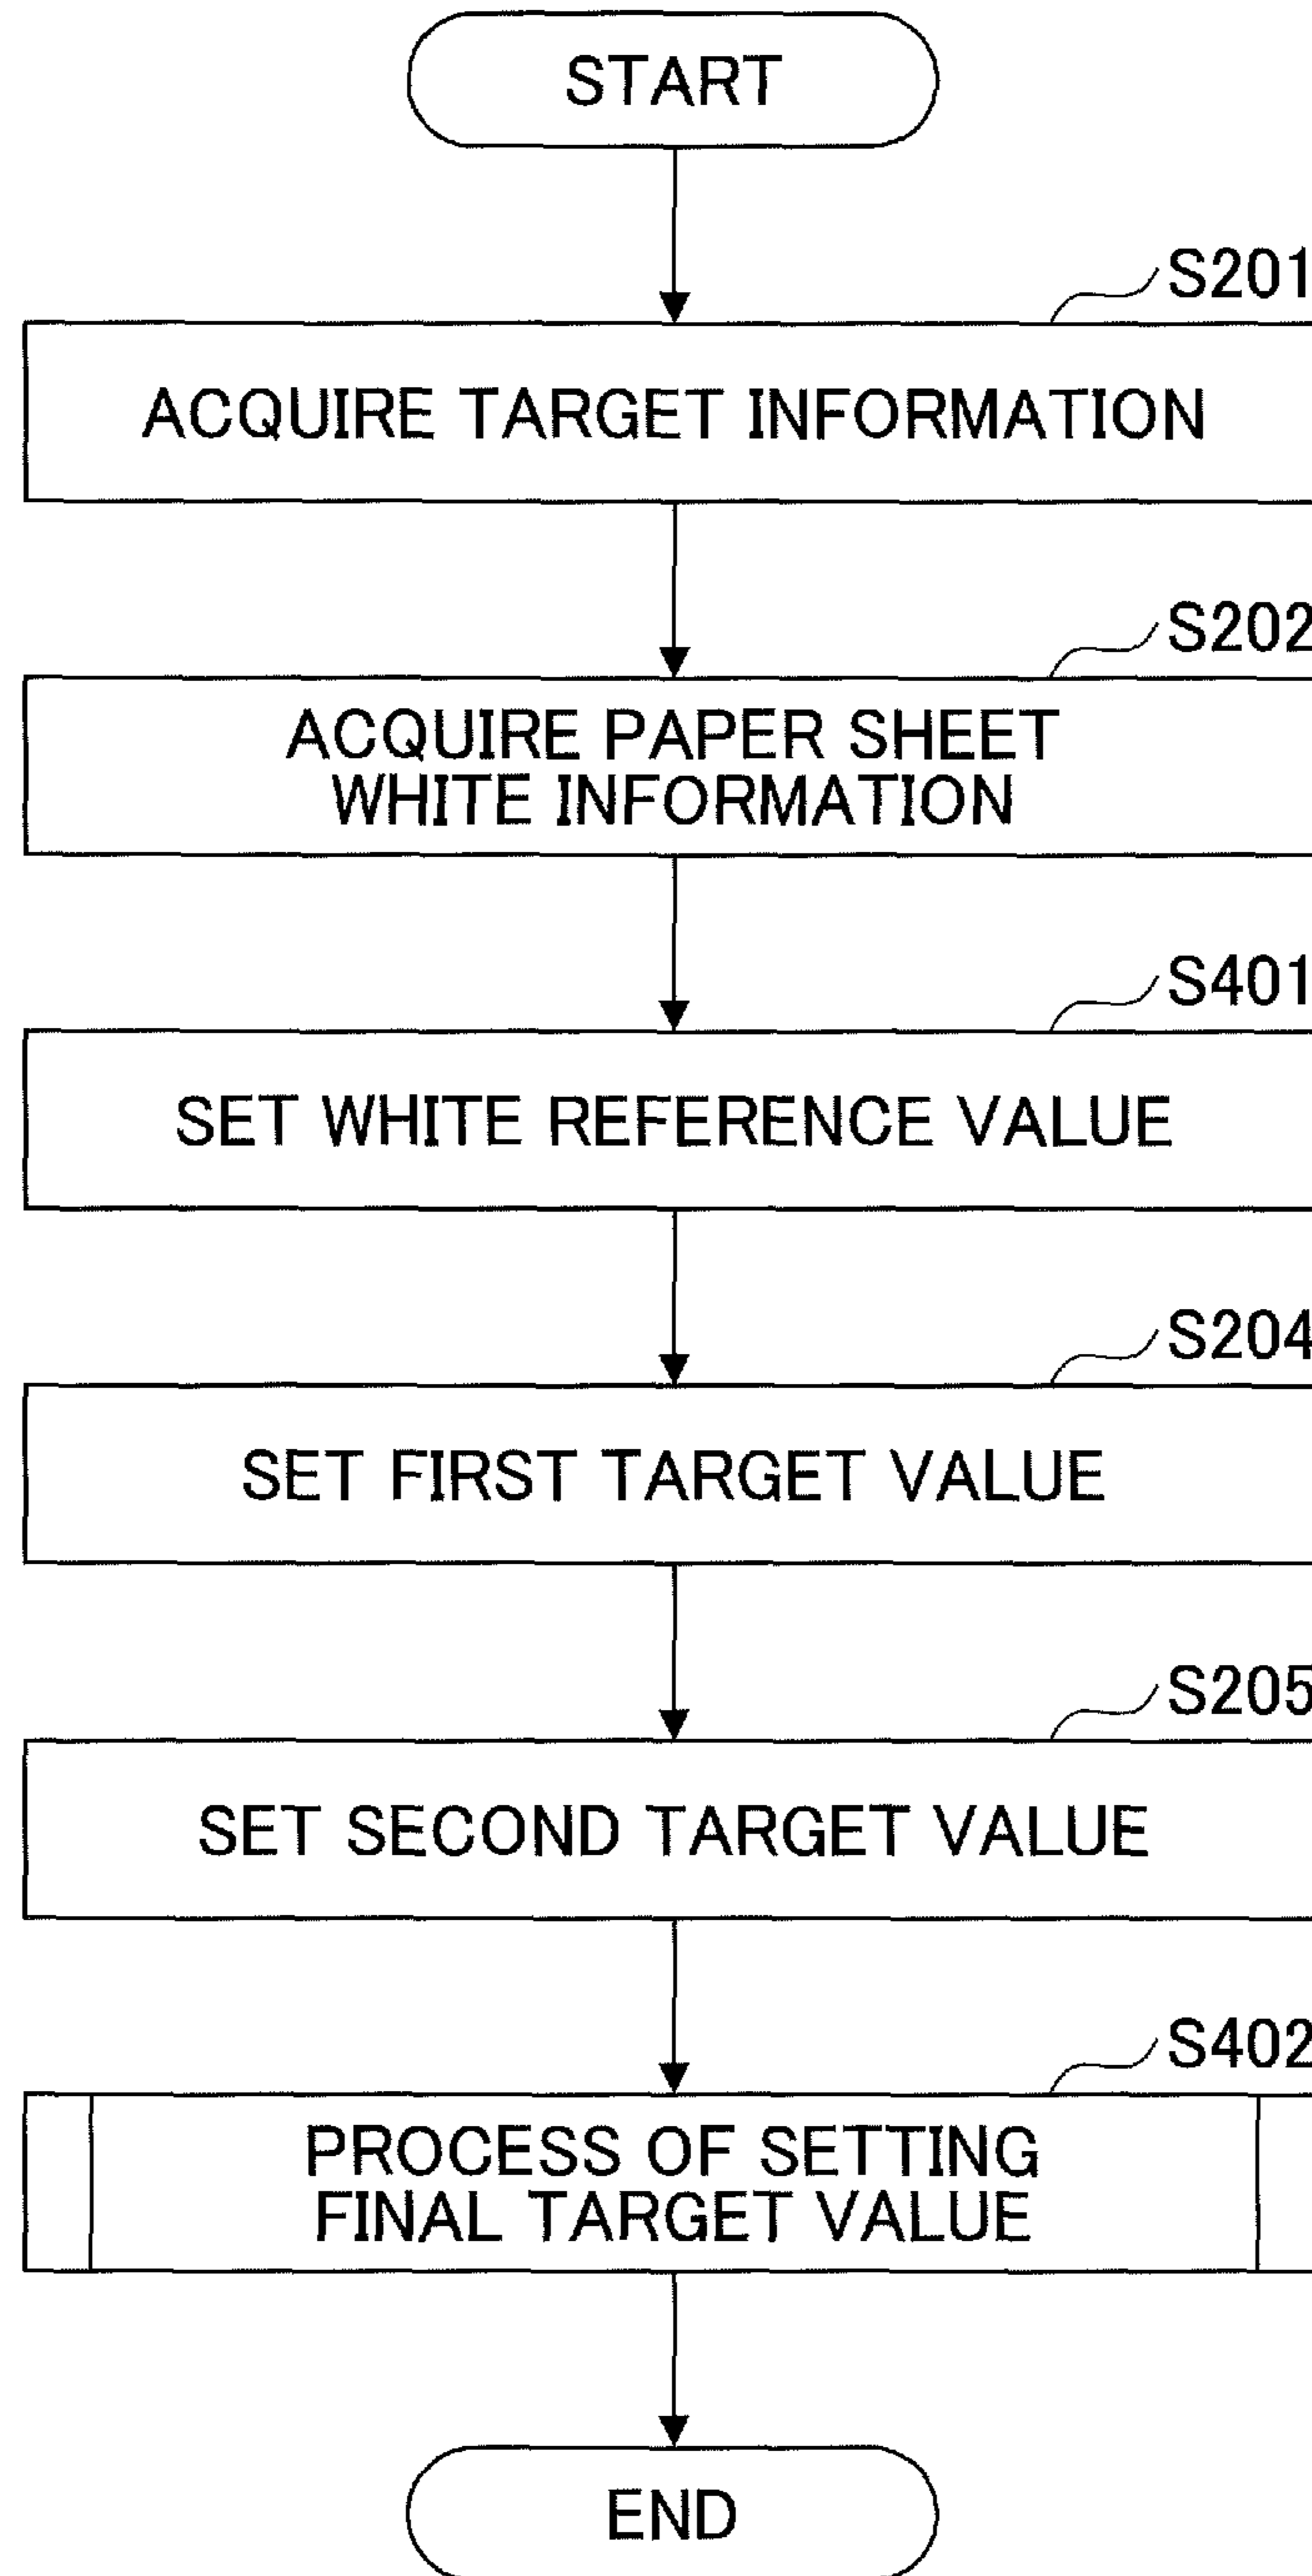 START
S201
ACQUIRE TARGET INFORMATION
S202
ACQUIRE PAPER SHEET
WHITE INFORMATION
S401
SET WHITE REFERENCE VALUE
S204
SET FIRST TARGET VALUE
S205
SET SECOND TARGET VALUE
S402
PROCESS OF SETTING
FINAL TARGET VALUE
END